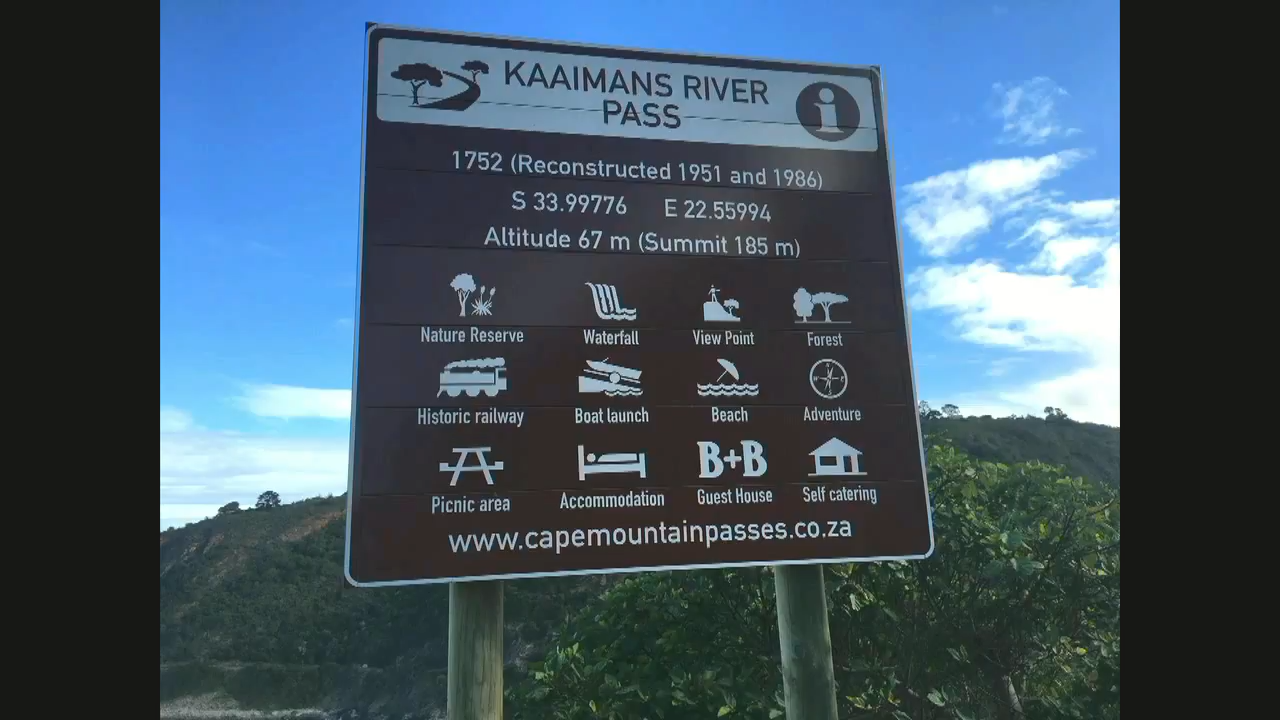 KAAIMANS RIVER
PASS
1752 (Reconstructed 1951 and 1986)
S 33.99776 E 22.55994
Altitude 67 m (Summit 185 m)
Nature Reserve Waterfall View Point Forest
Historic railway Boat launch Beach Adventure
B+B
Picnic area Accommodation Guest House Self catering
www.capemountainpasses.co.za